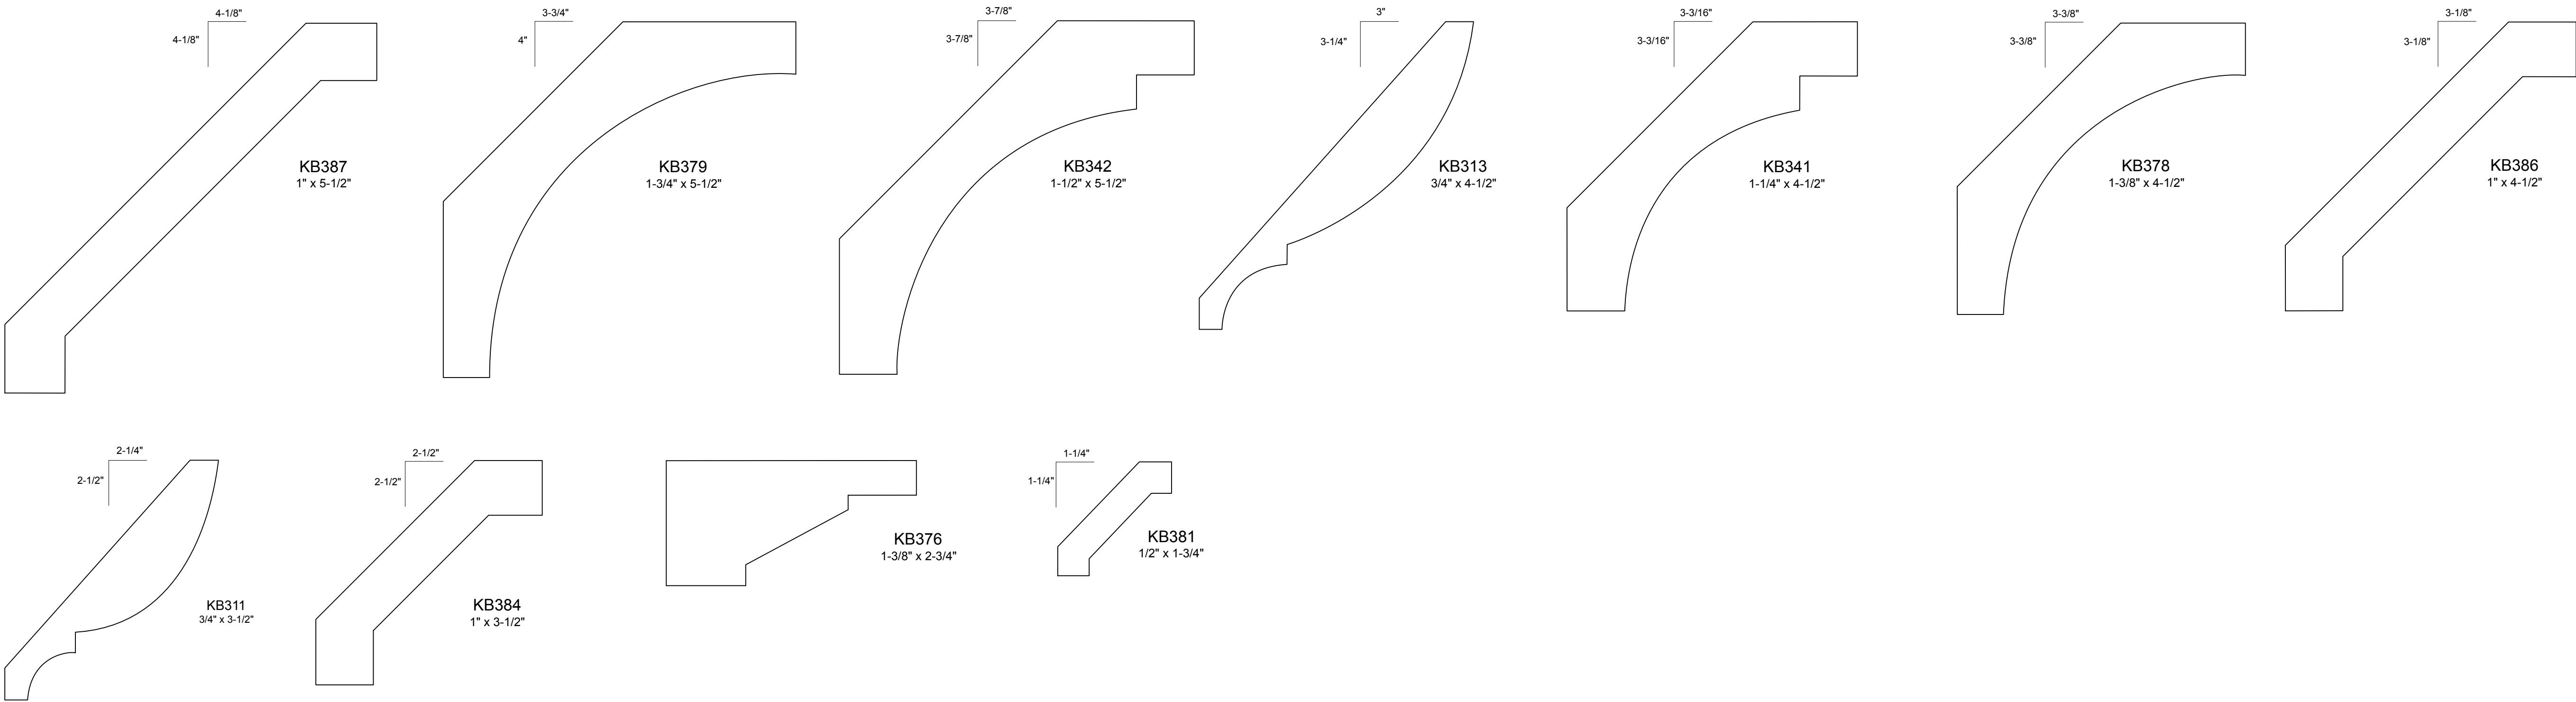 4-1/8"
4-1/8"
KB387
1" x 5-1/2"
3-3/4"
4"
KB379
1-3/4" x 5-1/2"
3-7/8"
3-7/8"
KB342
1-1/2" x 5-1/2"
3"
3-1/4"
KB313
3/4" x 4-1/2"
3-3/16"
3-3/16"
KB341
1-1/4" x 4-1/2"
3-3/8"
3-3/8"
KB378
1-3/8" x 4-1/2"
3-1/8"
3-1/8"
KB386
1" x 4-1/2"
2-1/4"
2-1/2"
KB311
3/4" x 3-1/2"
2-1/2"
2-1/2"
KB384
1" x 3-1/2"
KB376
1-3/8" x 2-3/4"
1-1/4"
1-1/4"
KB381
1/2" x 1-3/4"